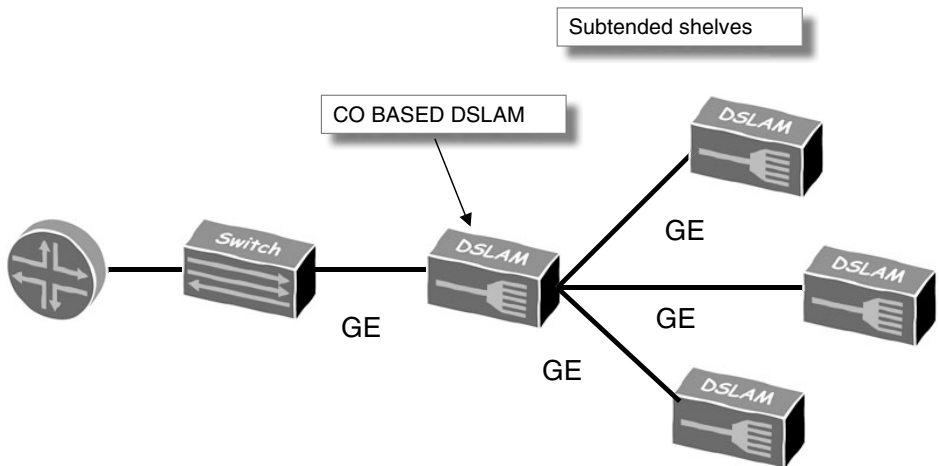 Subtended shelves
CO BASED DSLAM
DSLAM
Switch
DSLAM
GE
DSLAM
GE
GE
GE
DSLAM